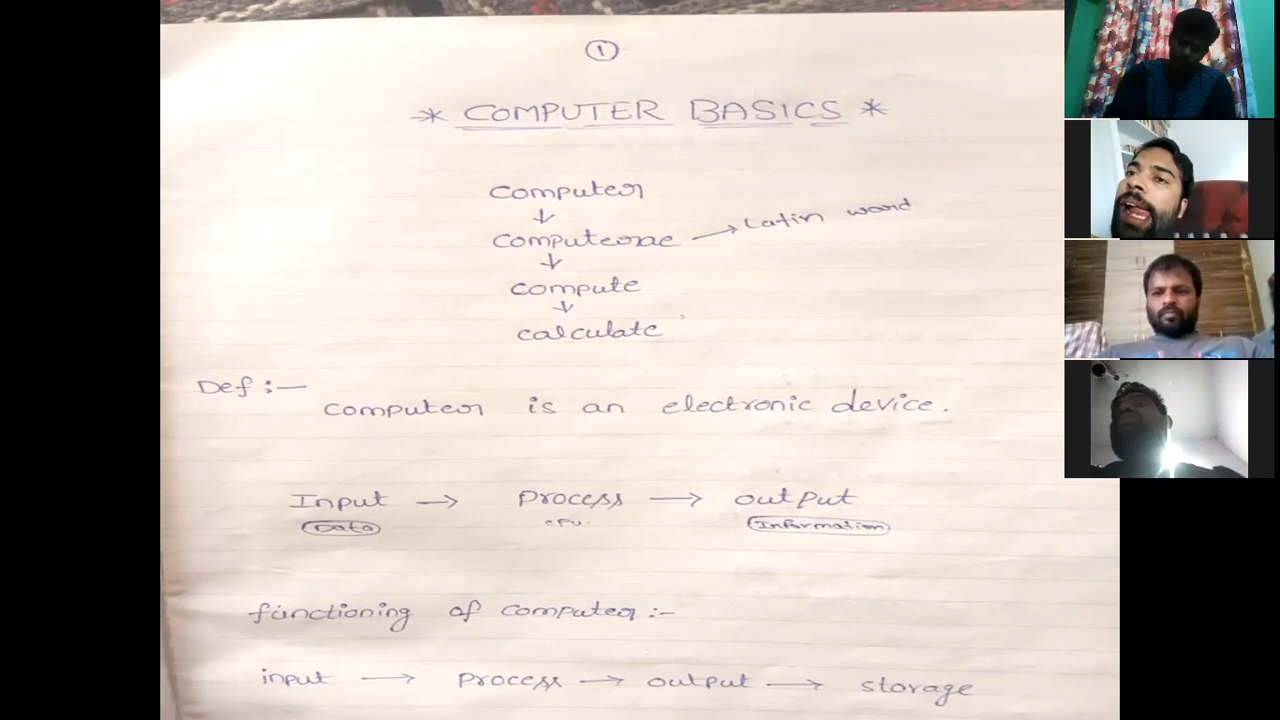 1
* COMPUTER BASICS *
Computer
↓
Computerae → Latin word
↓
compute
↓
calculate
Def :-
Computer is an electronic device.
Input → Process → output
Data CPU. Information
functioning of computer :-
input → process → output → storage